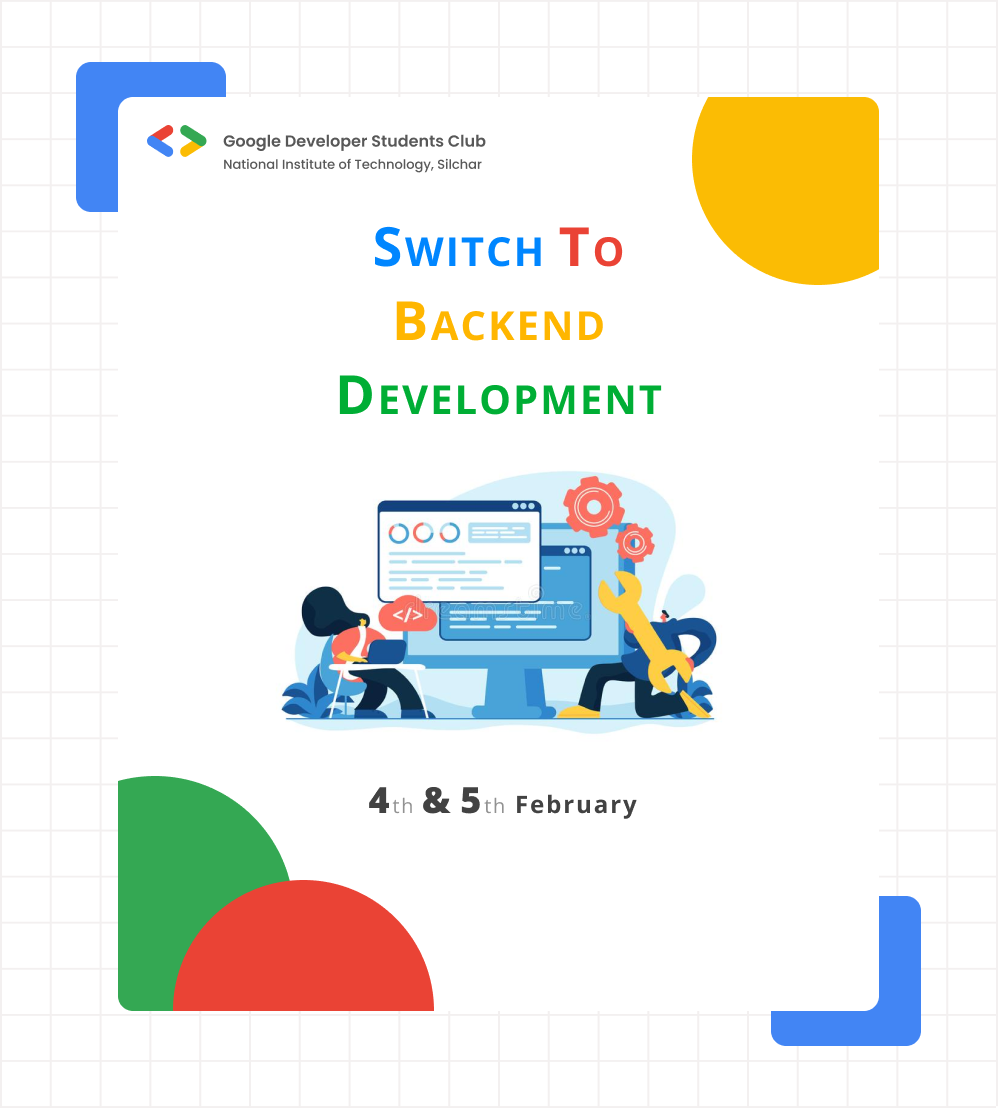 Google Developer Students Club
National Institute of Technology, Silchar
Switch To
Backend
Development
</>
4th & 5th February